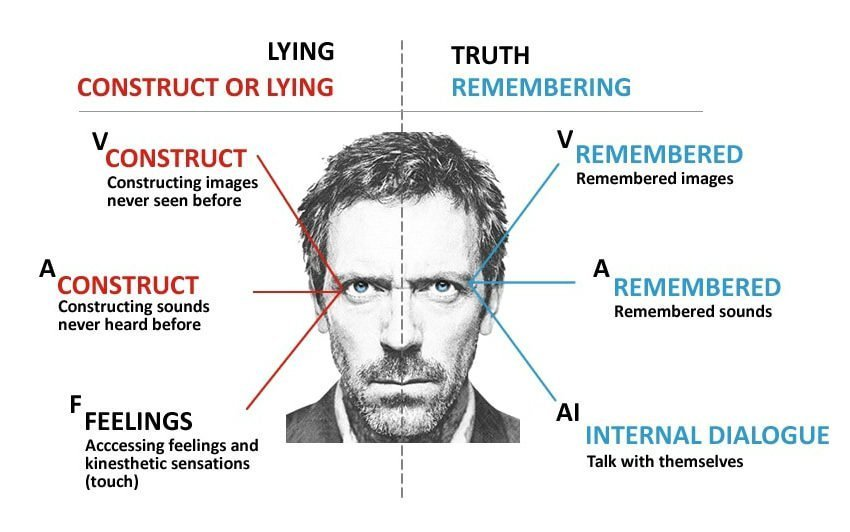 LYING
CONSTRUCT OR LYING
TRUTH
REMEMBERING
V
CONSTRUCT
Constructing images
never seen before
V
REMEMBERED
Remembered images
A
CONSTRUCT
Constructing sounds
never heard before
A
REMEMBERED
Remembered sounds
F
FEELINGS
Acccessing feelings and
kinesthetic sensations
(touch)
AI
INTERNAL DIALOGUE
Talk with themselves